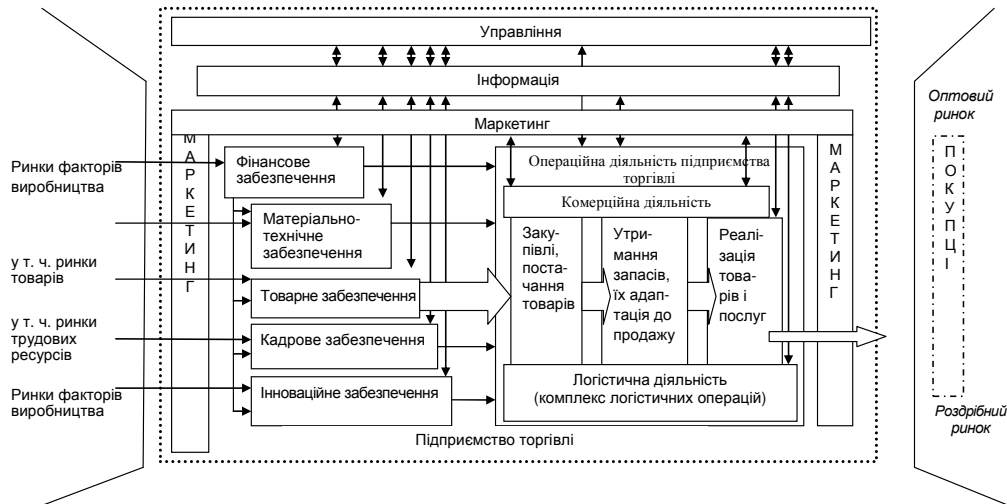 Управління
Інформація
Маркетинг
Оптовий
ринок
Ринки факторів
виробництва
у т. ч. ринки
товарів
у т. ч. ринки
трудових
ресурсів
Ринки факторів
виробництва
МАРКЕТИНГ
Фінансове
забезпечення
Матеріально-
технічне
забезпечення
Товарне забезпечення
Кадрове забезпечення
Інноваційне забезпечення
Операційна діяльність підприємства
торгівлі
Комерційна діяльність
Заку-
півлі,
поста-
чання
товарів
Утри-
мання
запасів,
їх адап-
тація до
продажу
Реалі-
зація
това-
рів і
послуг
Логістична діяльність
(комплекс логістичних операцій)
МАРКЕТИНГ
ПОКУПЦІ
Роздрібний
ринок
Підприємство торгівлі